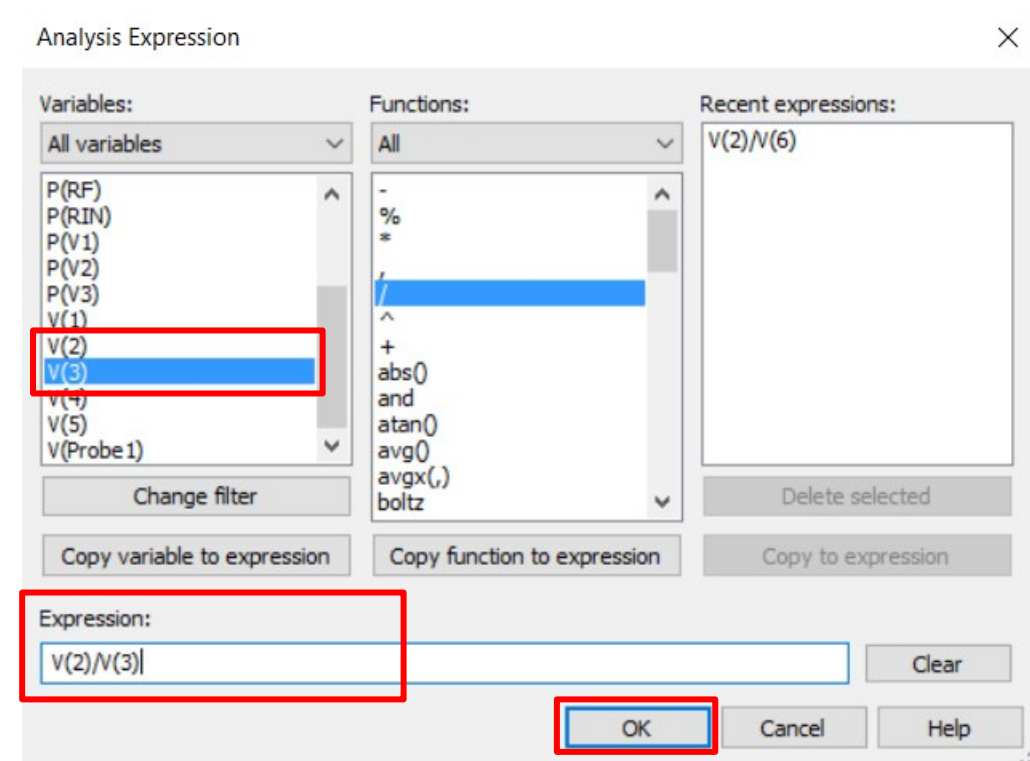 Analysis Expression
Variables:
All variables
P(RF)
P(RIN)
P(V1)
P(V2)
P(V3)
V(1)
V(2)
V(3)
V(4)
V(5)
V(Probe1)
Change filter
Copy variable to expression
Functions:
All
-
%
*
,
/
^
+
abs()
and
atan()
avg()
avgx(,)
boltz
Copy function to expression
Recent expressions:
V(2)/V(6)
Delete selected
Copy to expression
Expression:
V(2)/V(3)
Clear
OK
Cancel
Help